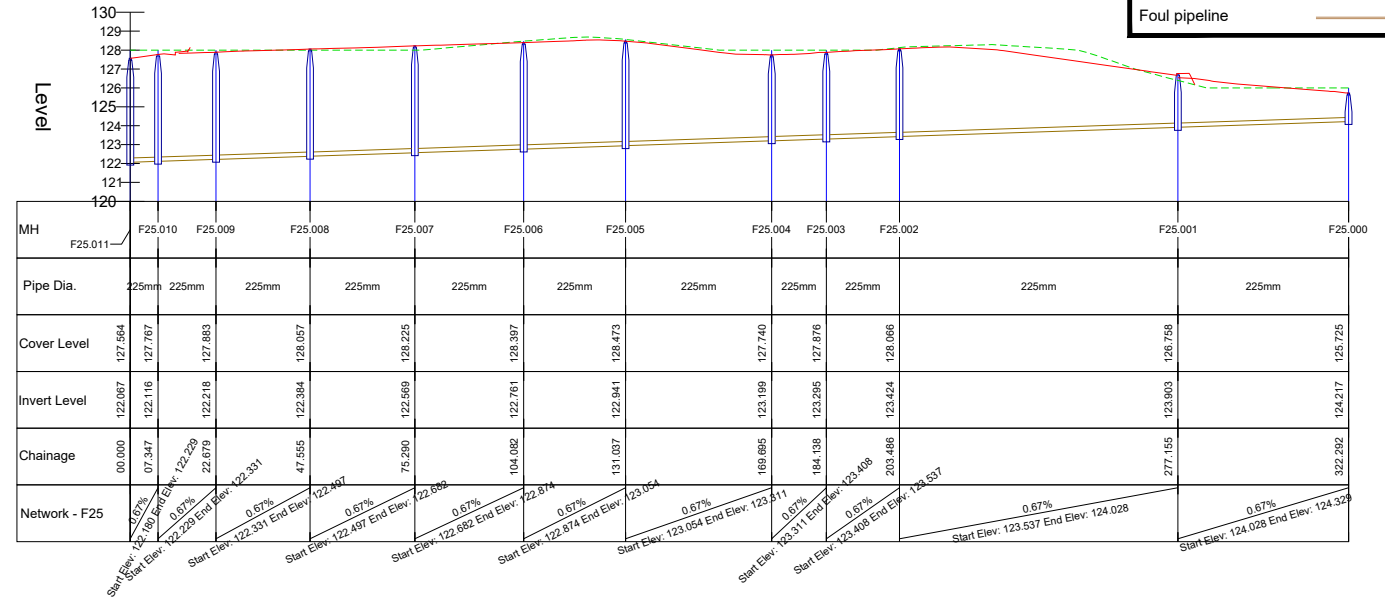 Foul pipeline
130
129
128
127
126
125
124
123
122
121
120
Level
MH
F25.011
F25.010
F25.009
F25.008
F25.007
F25.006
F25.005
F25.004
F25.003
F25.002
F25.001
F25.000
Pipe Dia.
225mm
225mm
225mm
225mm
225mm
225mm
225mm
225mm
225mm
225mm
225mm
Cover Level
127.564
127.767
127.883
128.057
128.225
128.397
128.473
127.740
127.876
128.066
126.758
125.725
Invert Level
122.067
122.116
122.218
122.384
122.569
122.761
122.941
123.199
123.295
123.424
123.903
124.217
Chainage
00.000
07.347
22.679
47.555
75.290
104.082
131.037
169.695
184.138
203.486
277.155
322.292
Network - F25
0.67%
Start Elev: 122.180 End Elev: 122.229
0.67%
Start Elev: 122.229 End Elev: 122.331
0.67%
Start Elev: 122.331 End Elev: 122.497
0.67%
Start Elev: 122.497 End Elev: 122.682
0.67%
Start Elev: 122.682 End Elev: 122.874
0.67%
Start Elev: 122.874 End Elev: 123.054
0.67%
Start Elev: 123.054 End Elev: 123.311
0.67%
Start Elev: 123.311 End Elev: 123.408
0.67%
Start Elev: 123.408 End Elev: 123.537
0.67%
Start Elev: 123.537 End Elev: 124.028
0.67%
Start Elev: 124.028 End Elev: 124.329